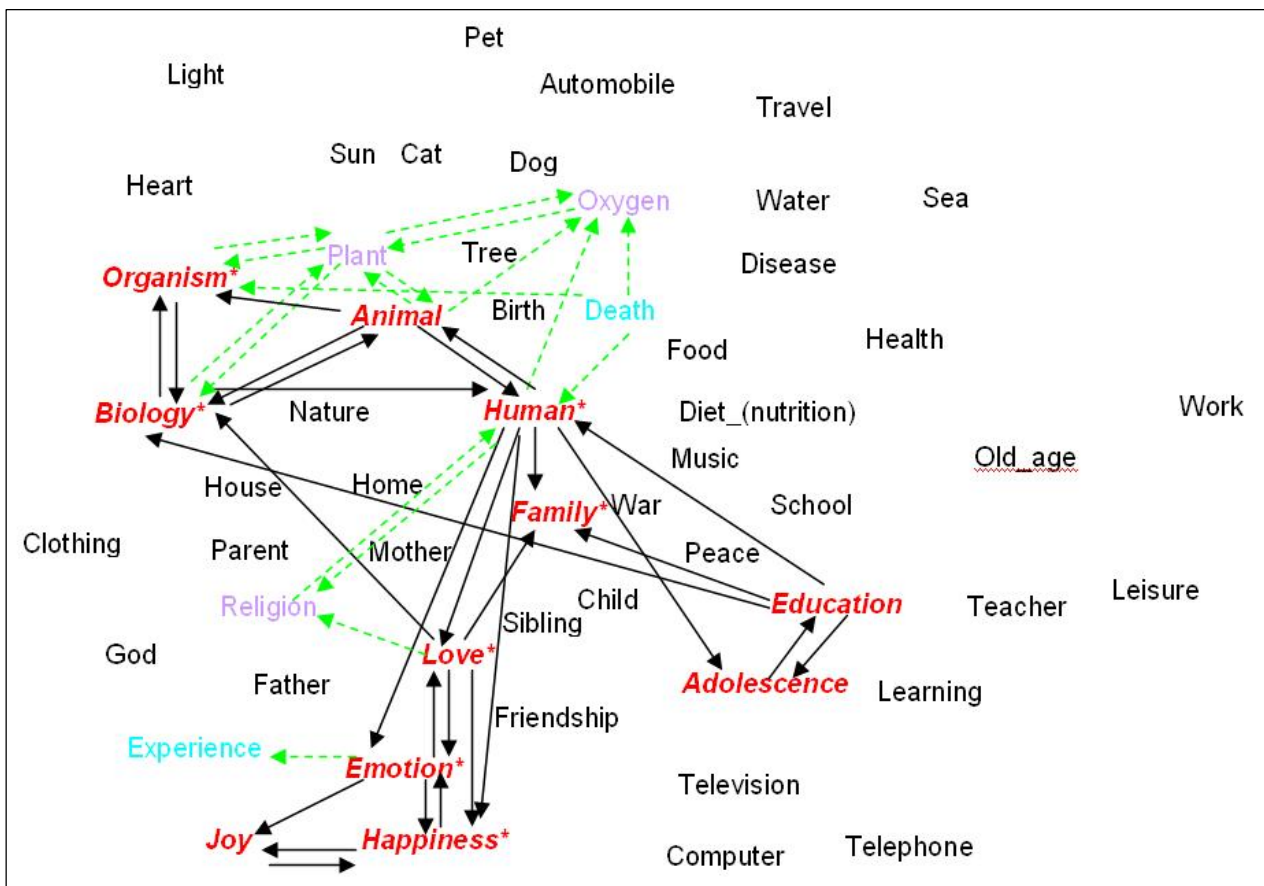 Pet
Light
Automobile
Travel
Sun
Cat
Dog
Heart
Oxygen
Water
Sea
Plant
Tree
Disease
Organism*
Animal
Birth
Death
Food
Health
Biology*
Nature
Human*
Diet_(nutrition)
Work
Music
Old_age
House
Home
Family*
War
School
Clothing
Parent
Mother
Peace
Religion
Child
Education
Teacher
Leisure
Sibling
God
Love*
Father
Adolescence
Learning
Friendship
Experience
Emotion*
Television
Joy
Happiness*
Computer
Telephone